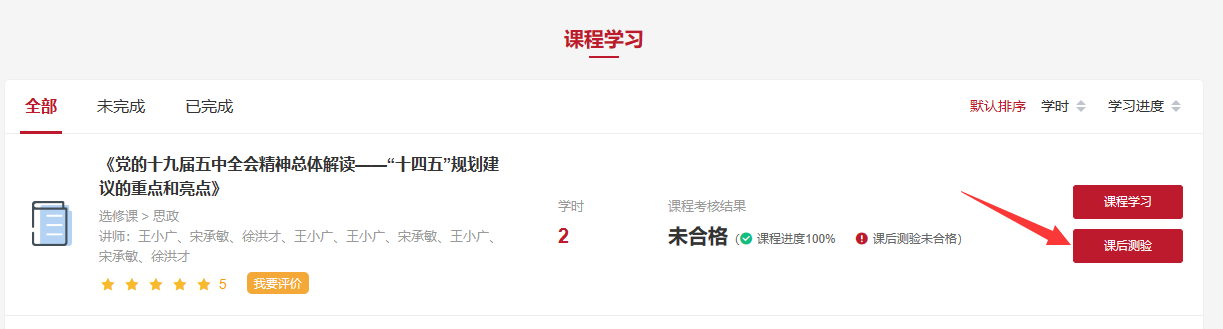 课程学习
全部 未完成 已完成 默认排序 学时 学习进度
《党的十九届五中全会精神总体解读——“十四五”规划建
议的重点和亮点》
选修课 > 思政
讲师：王小广、宋承敏、徐洪才、王小广、王小广、宋承敏、王小广、
宋承敏、徐洪才
5 我要评价
学时
2
课程考核结果
未合格 （课程进度100% 课后测验未合格）
课程学习
课后测验